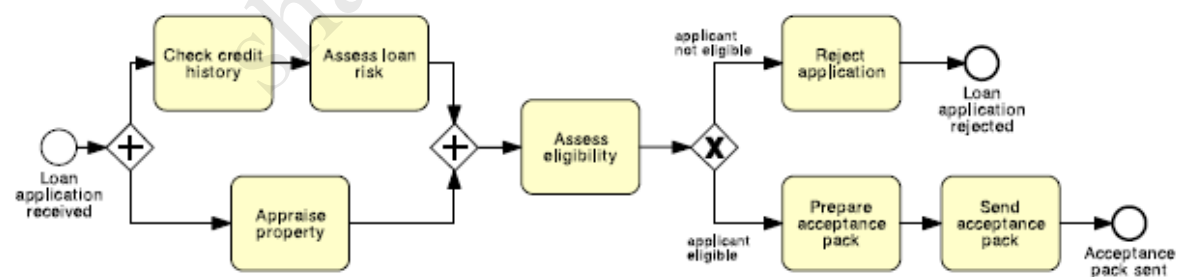 Loan
application
received
Check credit
history
Assess loan
risk
Appraise
property
Assess
eligibility
applicant
not eligible
Reject
application
Loan
application
rejected
applicant
eligible
Prepare
acceptance
pack
Send
acceptance
pack
Acceptance
pack sent